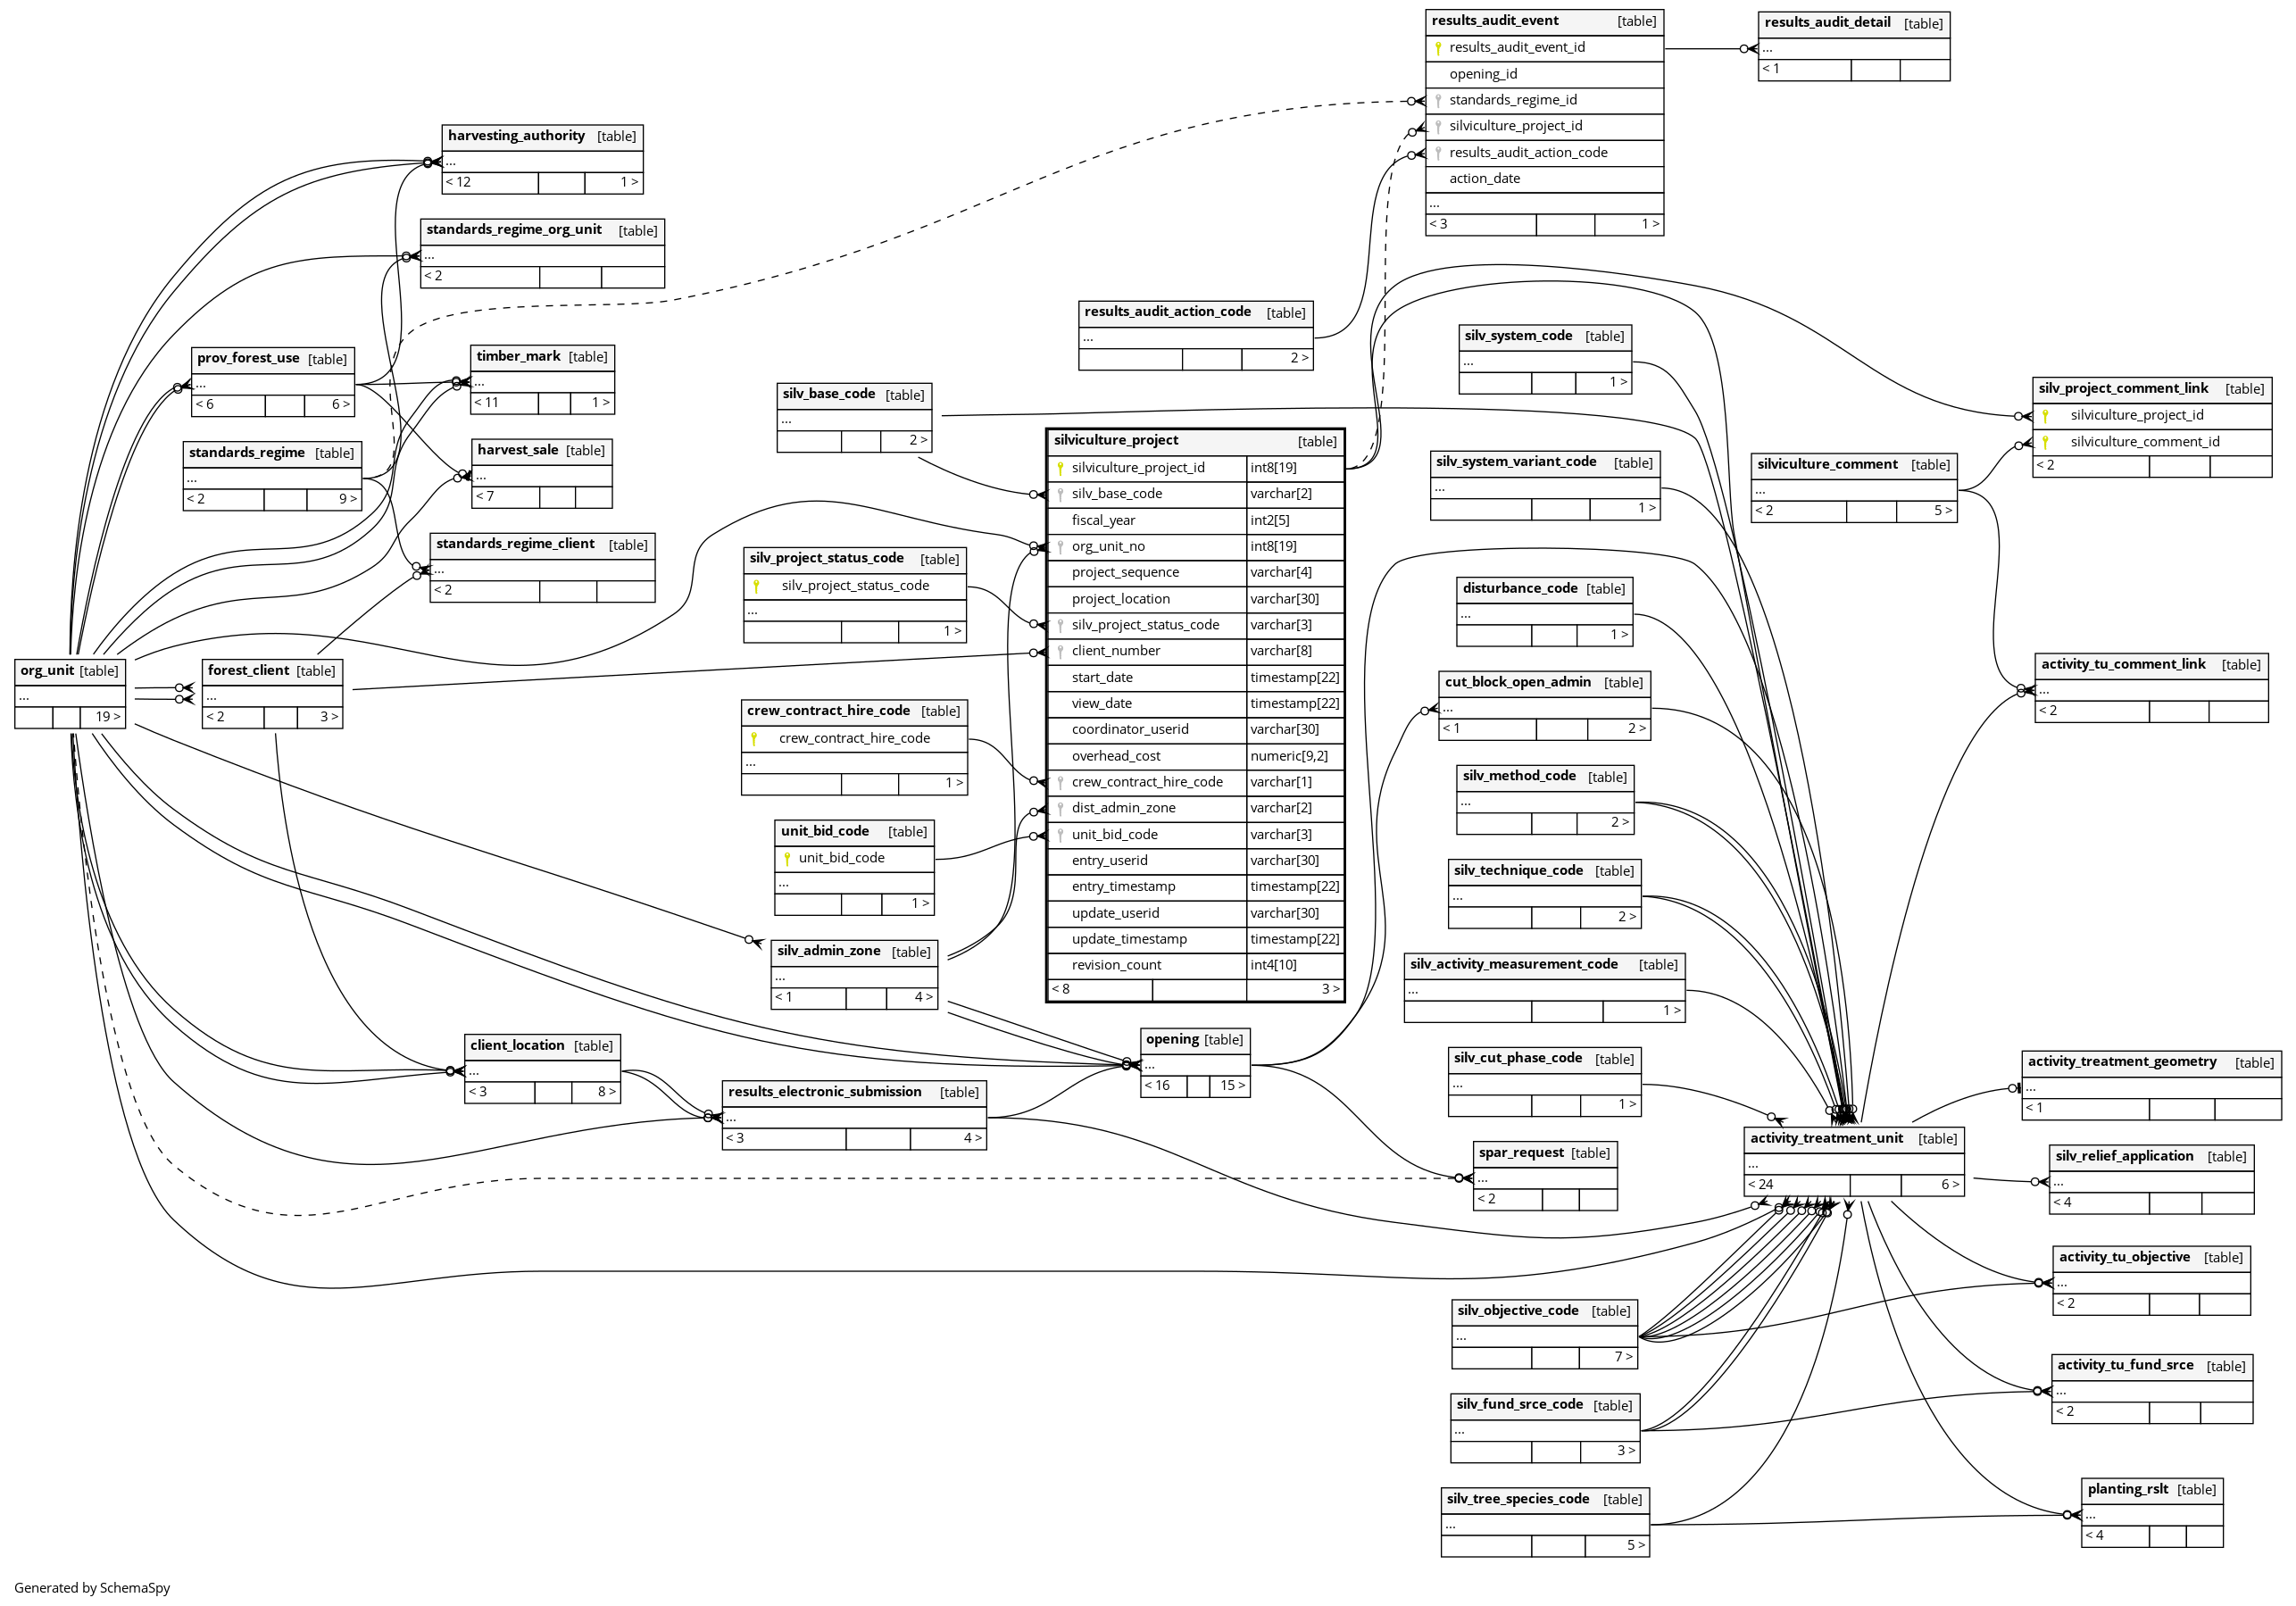 results_audit_event [table]
results_audit_event_id
opening_id
standards_regime_id
silviculture_project_id
results_audit_action_code
action_date
...
< 3 1 >
results_audit_detail [table]
...
< 1
harvesting_authority [table]
...
< 12 1 >
standards_regime_org_unit [table]
...
< 2
results_audit_action_code [table]
...
2 >
silv_system_code [table]
...
1 >
prov_forest_use [table]
...
< 6 6 >
timber_mark [table]
...
< 11 1 >
silv_base_code [table]
...
2 >
silv_project_comment_link [table]
silviculture_project_id
silviculture_comment_id
< 2
standards_regime [table]
...
< 2 9 >
harvest_sale [table]
...
< 7
silviculture_project [table]
silviculture_project_id int8[19]
silv_base_code varchar[2]
fiscal_year int2[5]
org_unit_no int8[19]
project_sequence varchar[4]
project_location varchar[30]
silv_project_status_code varchar[3]
client_number varchar[8]
start_date timestamp[22]
view_date timestamp[22]
coordinator_userid varchar[30]
overhead_cost numeric[9,2]
crew_contract_hire_code varchar[1]
dist_admin_zone varchar[2]
unit_bid_code varchar[3]
entry_userid varchar[30]
entry_timestamp timestamp[22]
update_userid varchar[30]
update_timestamp timestamp[22]
revision_count int4[10]
< 8 3 >
silv_system_variant_code [table]
...
1 >
silviculture_comment [table]
...
< 2 5 >
standards_regime_client [table]
...
< 2
silv_project_status_code [table]
silv_project_status_code
...
1 >
disturbance_code [table]
...
1 >
org_unit [table]
...
19 >
forest_client [table]
...
< 2 3 >
activity_tu_comment_link [table]
...
< 2
cut_block_open_admin [table]
...
< 1 2 >
crew_contract_hire_code [table]
crew_contract_hire_code
...
1 >
silv_method_code [table]
...
2 >
unit_bid_code [table]
unit_bid_code
...
1 >
silv_technique_code [table]
...
2 >
silv_admin_zone [table]
...
< 1 4 >
silv_activity_measurement_code [table]
...
1 >
client_location [table]
...
< 3 8 >
opening [table]
...
< 16 15 >
silv_cut_phase_code [table]
...
1 >
activity_treatment_geometry [table]
...
< 1
results_electronic_submission [table]
...
< 3 4 >
activity_treatment_unit [table]
...
< 24 6 >
spar_request [table]
...
< 2
silv_relief_application [table]
...
< 4
activity_tu_objective [table]
...
< 2
silv_objective_code [table]
...
7 >
activity_tu_fund_srce [table]
...
< 2
silv_fund_srce_code [table]
...
3 >
planting_rslt [table]
...
< 4
silv_tree_species_code [table]
...
5 >
Generated by SchemaSpy